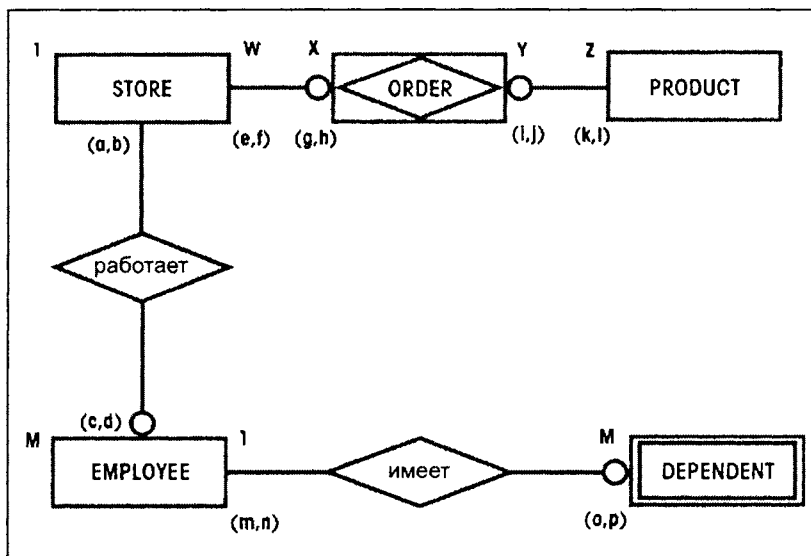 1 W X Y Z
STORE ORDER PRODUCT
(a,b) (e,f) (g,h) (i,j) (k,l)
работает
(c,d)
M 1 M
EMPLOYEE имеет DEPENDENT
(m,n) (o,p)